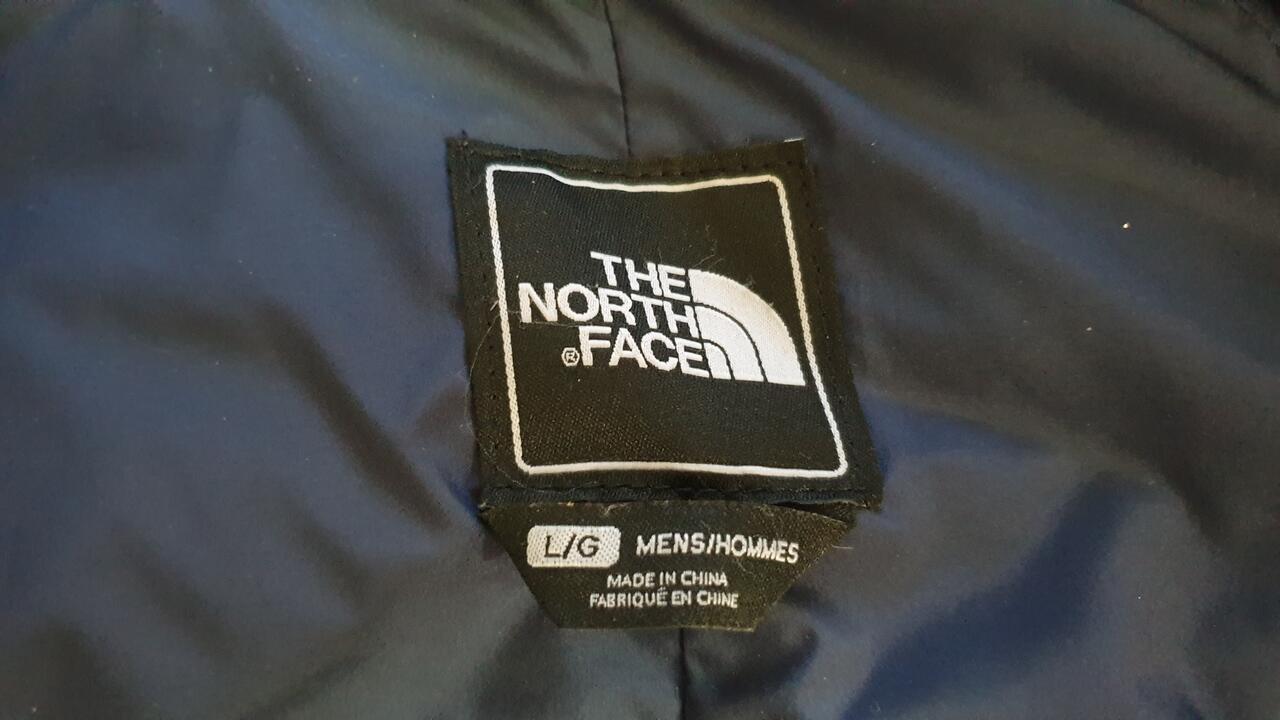 THE
NORTH
®FACE
L/G MENS/HOMMES
MADE IN CHINA
FABRIQUÉ EN CHINE